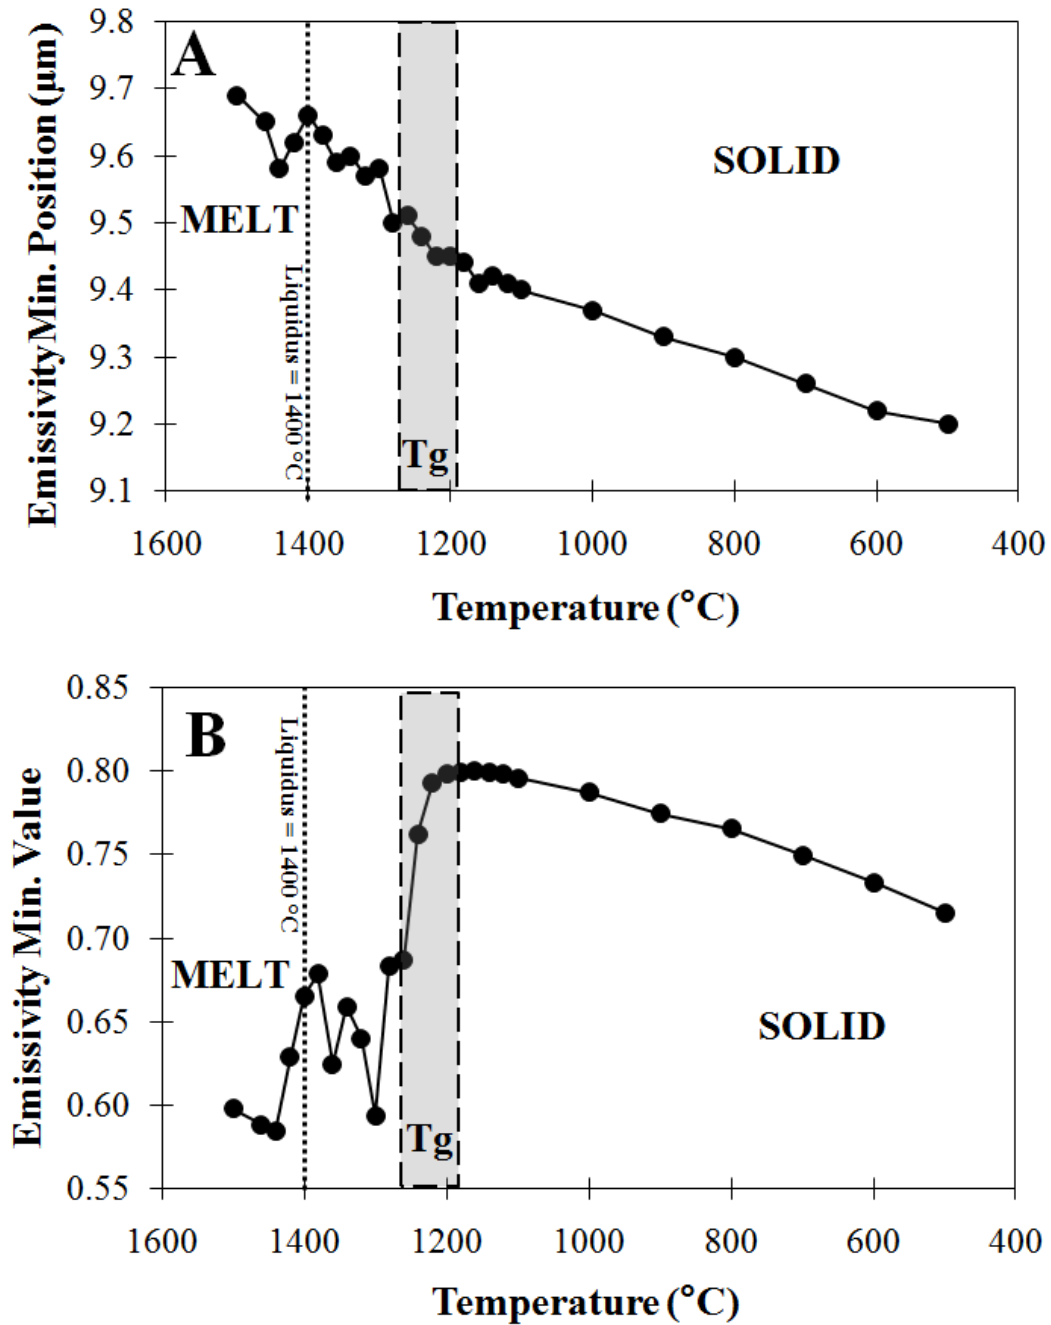 A
Emissivity Min. Position (µm)
9.8
9.7
9.6
9.5
9.4
9.3
9.2
9.1
MELT
SOLID
Liquidus = 1400 °C
Tg
1600 1400 1200 1000 800 600 400
Temperature (°C)
B
Emissivity Min. Value
0.85
0.80
0.75
0.70
0.65
0.60
0.55
Liquidus = 1400 °C
MELT
SOLID
Tg
1600 1400 1200 1000 800 600 400
Temperature (°C)